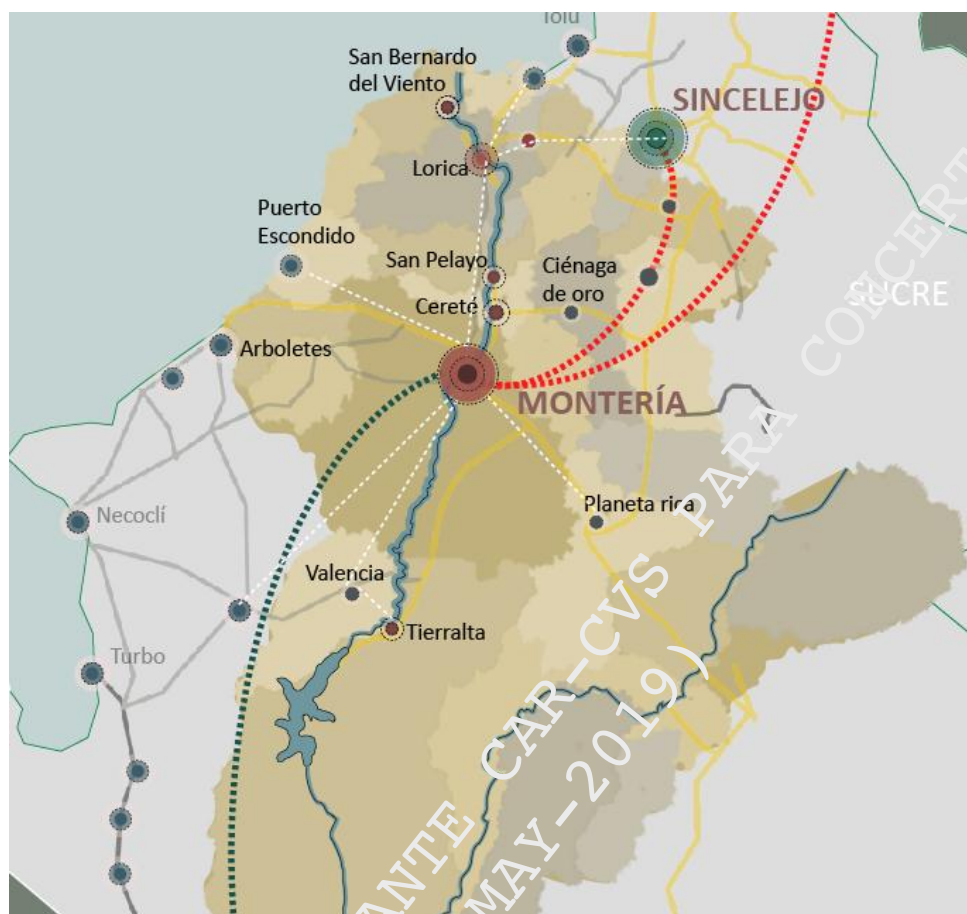 Tolú
San Bernardo
del Viento
SINCELEJO
Lorica
Puerto
Escondido
San Pelayo
Ciénaga
de oro
SUCRE
Cereté
Arboletes
MONTERÍA
Necoclí
Planeta rica
Valencia
Tierralta
Turbo
ANTE CAR-CVS PARA CONCERT
MAY-2019)